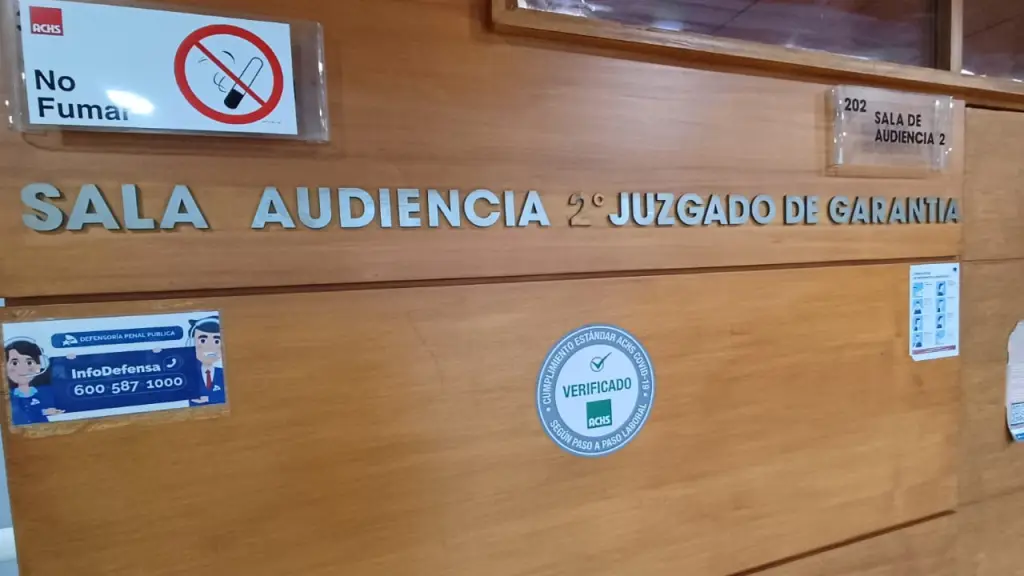 ACHS
No
Fumar
202
SALA DE
AUDIENCIA 2
SALA AUDIENCIA 2° JUZGADO DE GARANTIA
DEFENSORÍA PENAL PÚBLICA
InfoDefensa
600 587 1000
CUMPLIMIENTO ESTÁNDAR ACHS COVID-19
VERIFICADO
ACHS
SEGÚN PASO A PASO LABORAL